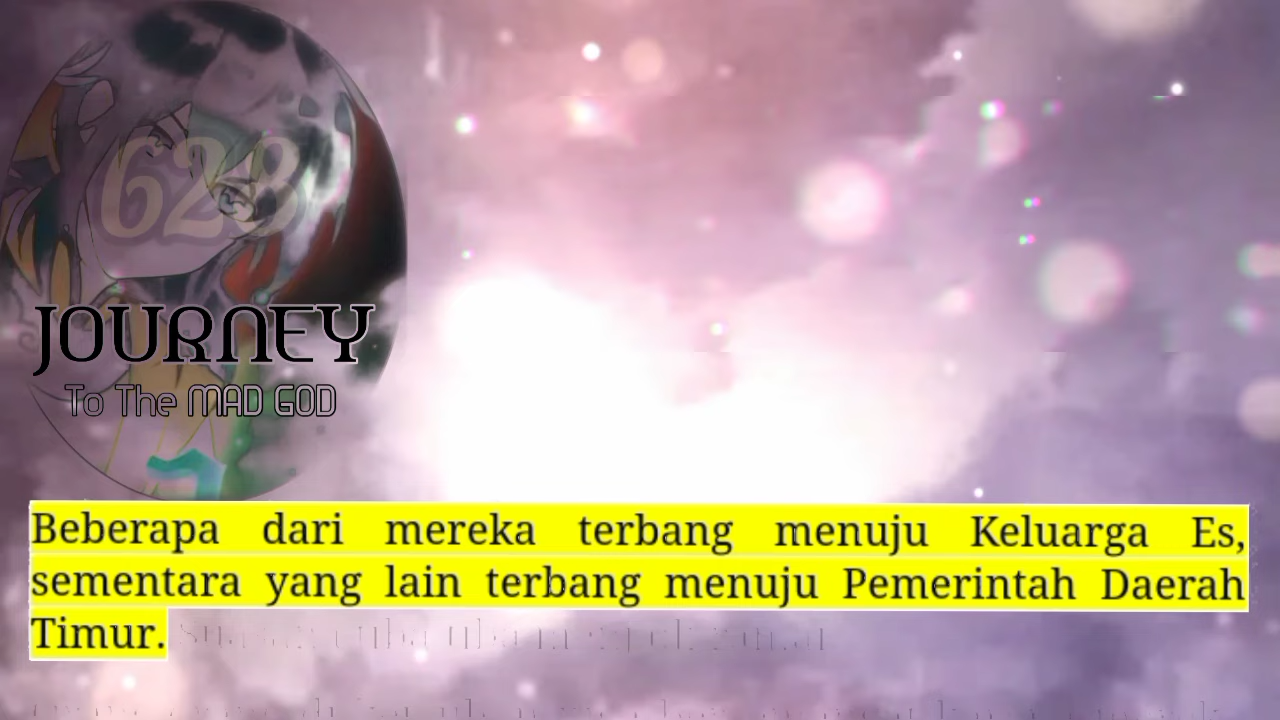 628
JOURNEY
To The MAD GOD
Beberapa dari mereka terbang menuju Keluarga Es,
sementara yang lain terbang menuju Pemerintah Daerah
Timur.